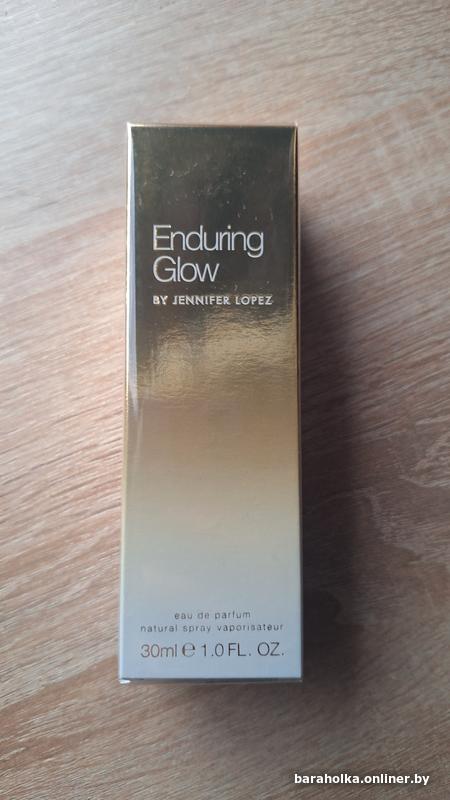 Enduring
Glow
BY JENNIFER LOPEZ
eau de parfum
natural spray vaporisateur
30ml ℮ 1.0 FL. OZ.
baraholka.onliner.by